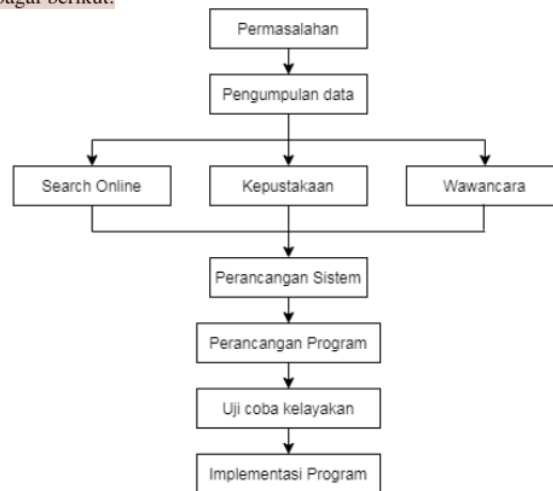 bagai berikut:
Permasalahan
Pengumpulan data
Search Online
Kepustakaan
Wawancara
Perancangan Sistem
Perancangan Program
Uji coba kelayakan
Implementasi Program